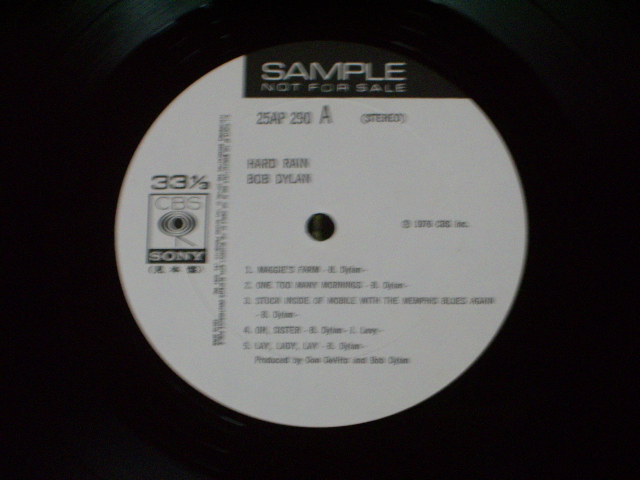 SAMPLE
NOT FOR SALE
25AP 290 A (STEREO)
HARD RAIN
BOB DYLAN
33⅓
CBS
SONY
℗ 1976 CBS Inc.
1. MAGGIE'S FARM - B. Dylan -
2. ONE TOO MANY MORNINGS - B. Dylan -
3. STUCK INSIDE OF MOBILE WITH THE MEMPHIS BLUES AGAIN
- B. Dylan -
4. OH, SISTER - B. Dylan - J. Levy -
5. LAY, LADY, LAY - B. Dylan -
Produced by Don DeVito and Bob Dylan